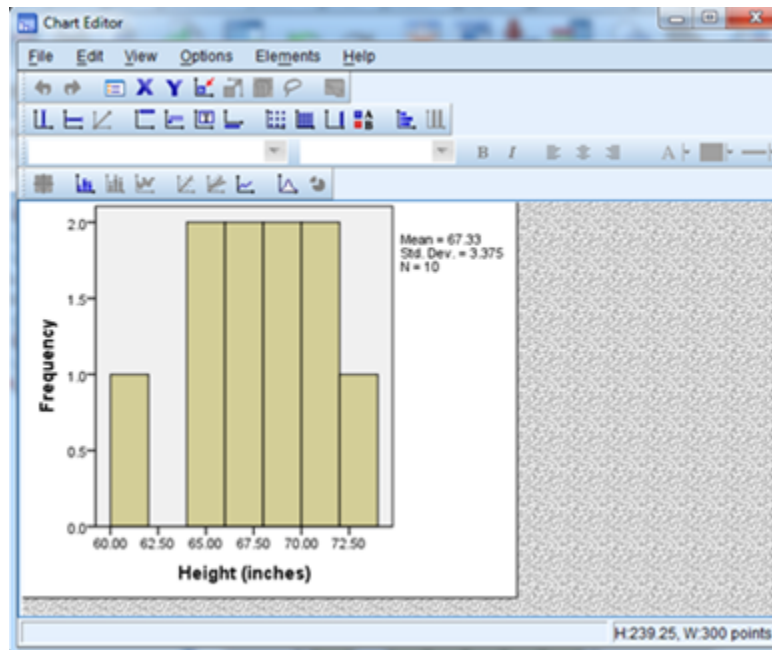 Chart Editor
File Edit View Options Elements Help
X Y
B I A
2.0
1.5
1.0
0.5
0.0
Frequency
60.00 62.50 65.00 67.50 70.00 72.50
Height (inches)
Mean = 67.33
Std. Dev. = 3.375
N = 10
H:239.25, W:300 points